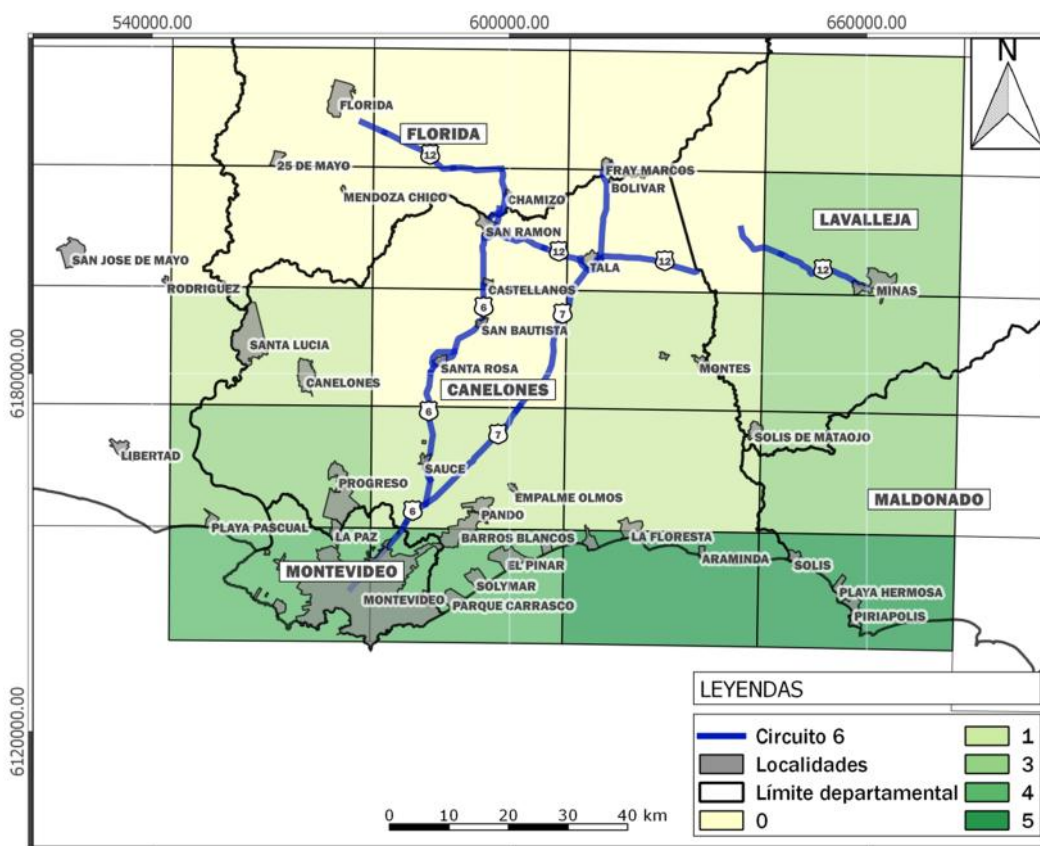 540000.00
600000.00
660000.00
N
FLORIDA
FLORIDA
12
25 DE MAYO
FRAY MARCOS
BOLIVAR
MENDOZA CHICO
CHAMIZO
LAVALLEJA
SAN RAMON
12
12
12
SAN JOSE DE MAYO
TALA
RODRIGUEZ
CASTELLANOS
MINAS
6
7
SAN BAUTISTA
SANTA LUCIA
SANTA ROSA
MONTES
6180000.00
CANELONES
CANELONES
6
7
SOLIS DE MATAOJO
LIBERTAD
SAUCE
PROGRESO
EMPALME OLMOS
MALDONADO
6
PANDO
PLAYA PASCUAL
LA PAZ
BARROS BLANCOS
LA FLORESTA
ARAMINDA
SOLIS
MONTEVIDEO
EL PINAR
SOLYMAR
PLAYA HERMOSA
MONTEVIDEO
PARQUE CARRASCO
PIRIAPOLIS
6120000.00
LEYENDAS
Circuito 6
1
Localidades
3
Límite departamental
4
0
5
0 10 20 30 40 km